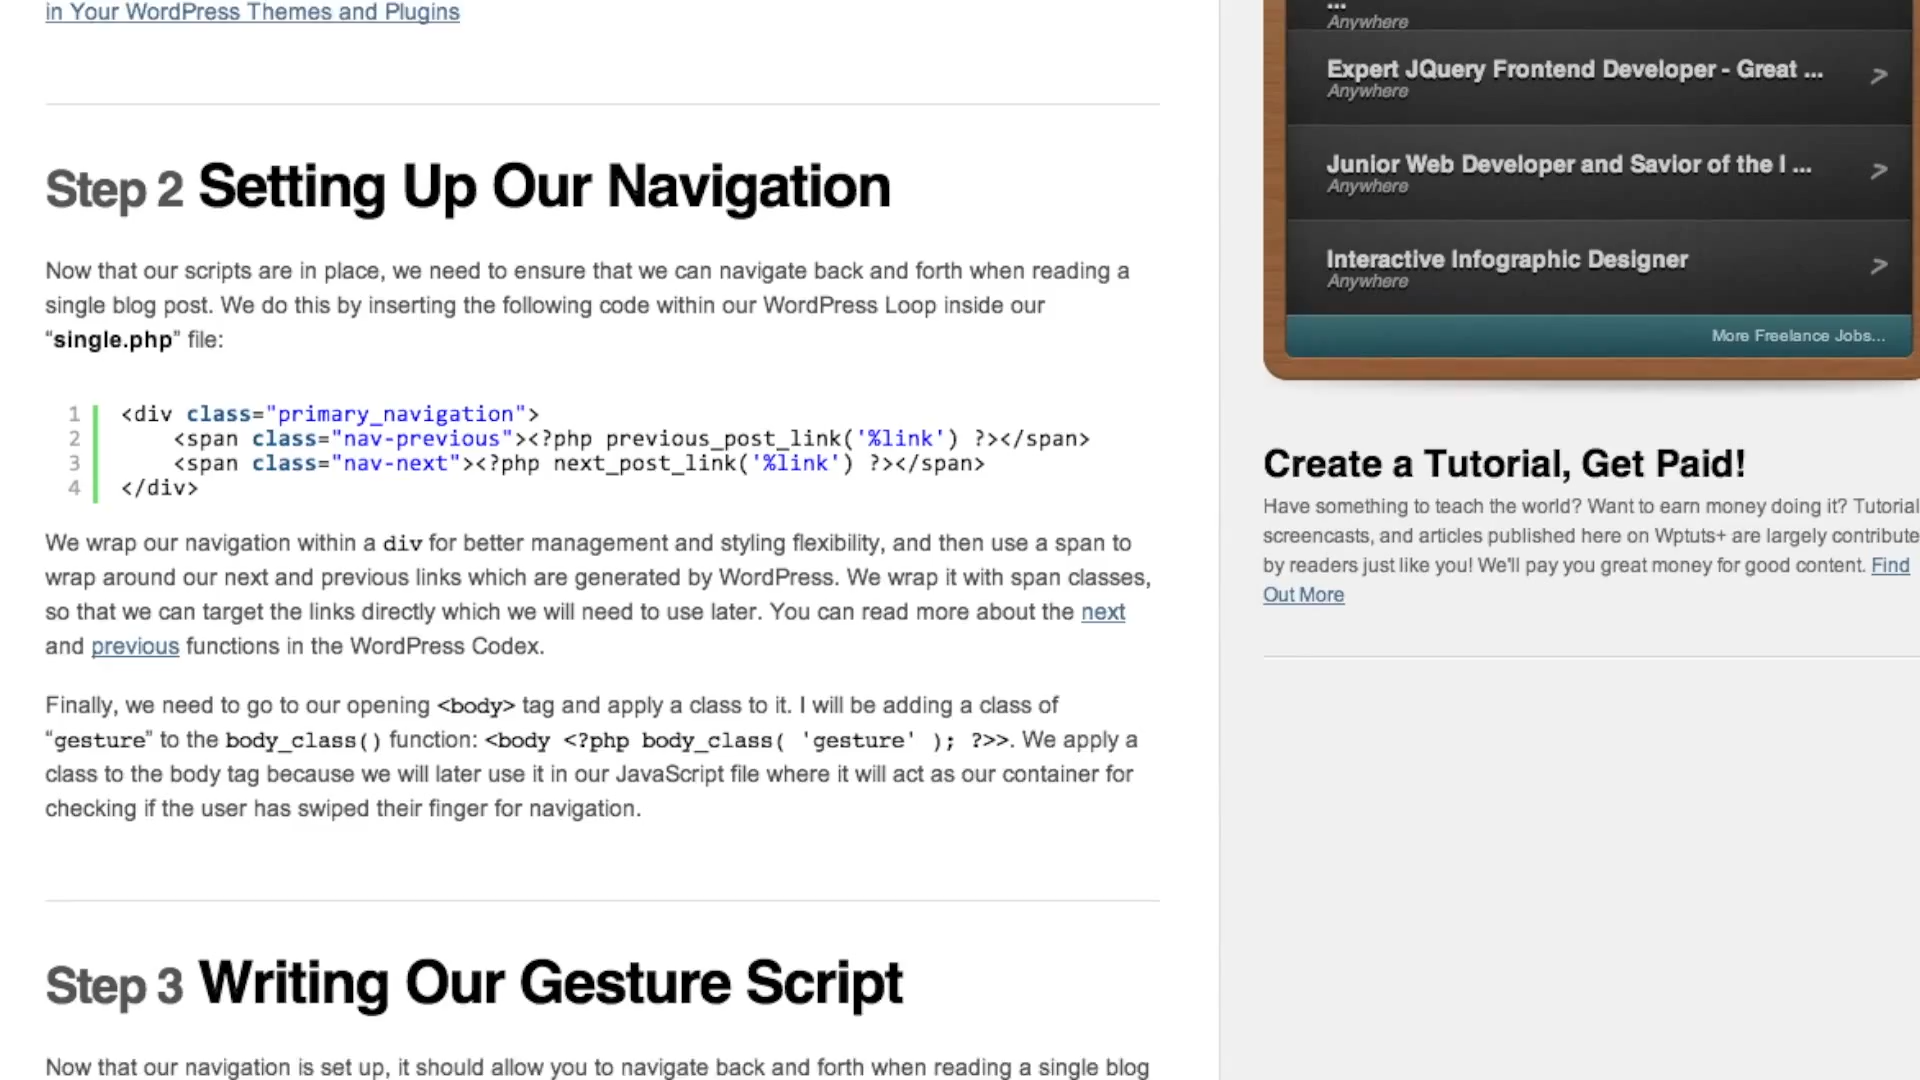 in Your WordPress Themes and Plugins
Step 2 Setting Up Our Navigation
Now that our scripts are in place, we need to ensure that we can navigate back and forth when reading a
single blog post. We do this by inserting the following code within our WordPress Loop inside our
“single.php” file:
1 <div class="primary_navigation">
2     <span class="nav-previous"><?php previous_post_link('%link') ?></span>
3     <span class="nav-next"><?php next_post_link('%link') ?></span>
4 </div>
We wrap our navigation within a div for better management and styling flexibility, and then use a span to
wrap around our next and previous links which are generated by WordPress. We wrap it with span classes,
so that we can target the links directly which we will need to use later. You can read more about the next
and previous functions in the WordPress Codex.
Finally, we need to go to our opening <body> tag and apply a class to it. I will be adding a class of
“gesture” to the body_class() function: <body <?php body_class( 'gesture' ); ?>>. We apply a
class to the body tag because we will later use it in our JavaScript file where it will act as our container for
checking if the user has swiped their finger for navigation.
Step 3 Writing Our Gesture Script
Now that our navigation is set up, it should allow you to navigate back and forth when reading a single blog
...
Anywhere
Expert JQuery Frontend Developer - Great ...
Anywhere
>
Junior Web Developer and Savior of the I ...
Anywhere
>
Interactive Infographic Designer
Anywhere
>
More Freelance Jobs...
Create a Tutorial, Get Paid!
Have something to teach the world? Want to earn money doing it? Tutorial
screencasts, and articles published here on Wptuts+ are largely contribute
by readers just like you! We'll pay you great money for good content. Find
Out More